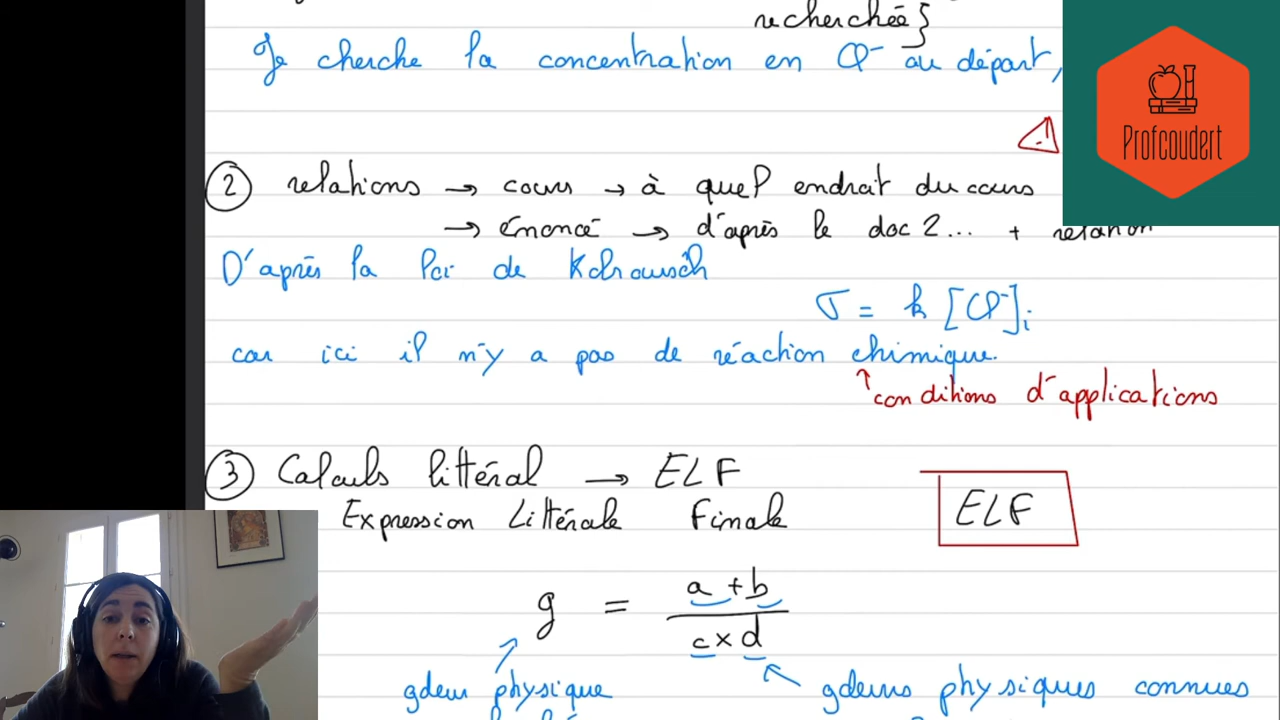 recherchée}
Je cherche la concentration en Cl⁻ au départ,
Profcoudert
② relations → cours → à quel endroit du cours
→ énoncé → d'après le doc 2... + relation
D'après la loi de Kohrausch
σ = k [Cl⁻]i
car ici il n'y a pas de réaction chimique.
↑ conditions d'applications
③ Calculs littéral → ELF
Expression Littérale Finale
ELF
g = a + b / c × d
gdeur physique
gdeurs physiques connues